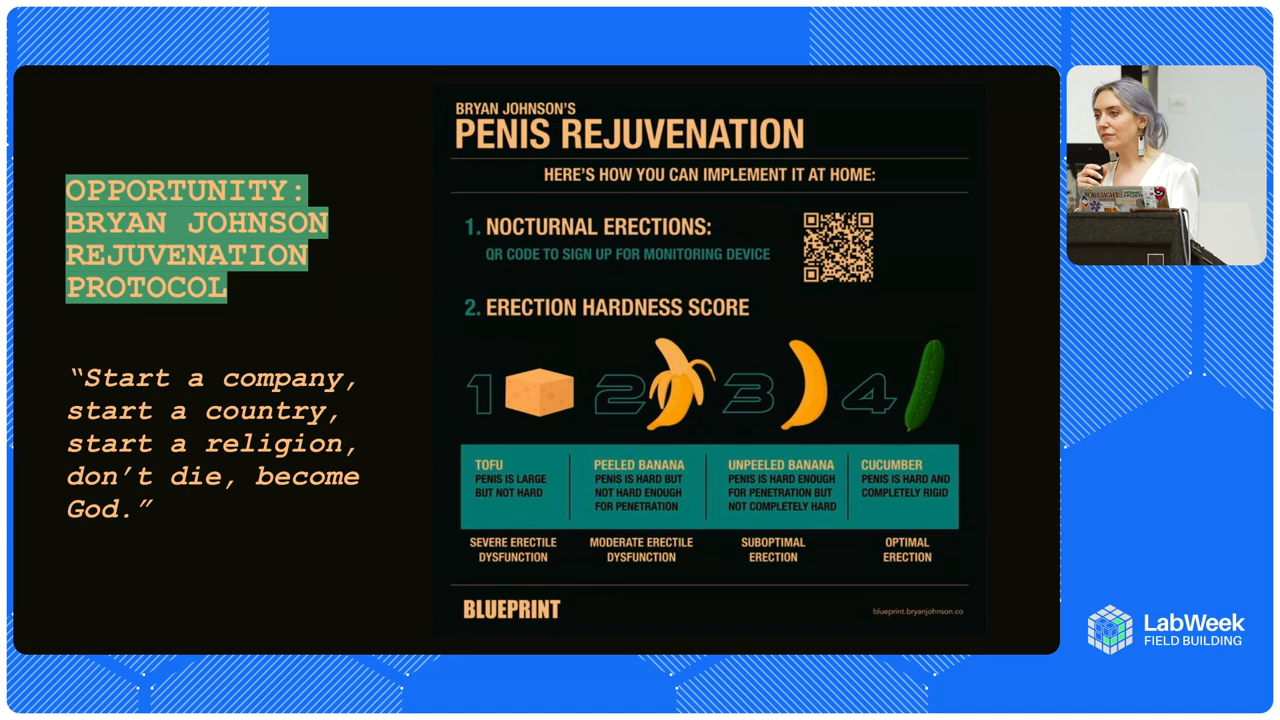 OPPORTUNITY:
BRYAN JOHNSON
REJUVENATION
PROTOCOL
“Start a company,
start a country,
start a religion,
don’t die, become
God.”
BRYAN JOHNSON'S
PENIS REJUVENATION
HERE'S HOW YOU CAN IMPLEMENT IT AT HOME:
1. NOCTURNAL ERECTIONS:
QR CODE TO SIGN UP FOR MONITORING DEVICE
2. ERECTION HARDNESS SCORE
1 2 3 4
TOFU
PENIS IS LARGE
BUT NOT HARD
PEELED BANANA
PENIS IS HARD BUT
NOT HARD ENOUGH
FOR PENETRATION
UNPEELED BANANA
PENIS IS HARD ENOUGH
FOR PENETRATION BUT
NOT COMPLETELY HARD
CUCUMBER
PENIS IS HARD AND
COMPLETELY RIGID
SEVERE ERECTILE
DYSFUNCTION
MODERATE ERECTILE
DYSFUNCTION
SUBOPTIMAL
ERECTION
OPTIMAL
ERECTION
BLUEPRINT
blueprint.bryanjohnson.co
LabWeek
FIELD BUILDING